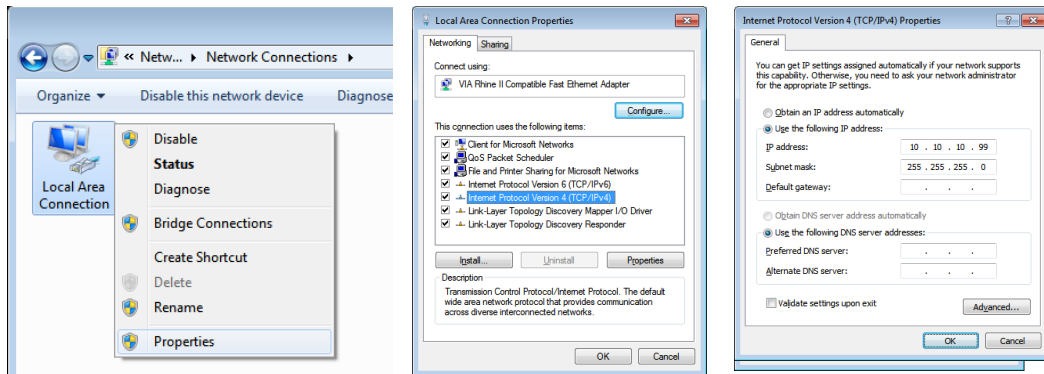 « Netw... ▸ Network Connections ▸
Organize ▾ Disable this network device Diagnose
Local Area
Connection
Disable
Status
Diagnose
Bridge Connections
Create Shortcut
Delete
Rename
Properties
Local Area Connection Properties
Networking Sharing
Connect using:
VIA Rhine II Compatible Fast Ethernet Adapter
Configure...
This connection uses the following items:
Client for Microsoft Networks
QoS Packet Scheduler
File and Printer Sharing for Microsoft Networks
Internet Protocol Version 6 (TCP/IPv6)
Internet Protocol Version 4 (TCP/IPv4)
Link-Layer Topology Discovery Mapper I/O Driver
Link-Layer Topology Discovery Responder
Install... Uninstall Properties
Description
Transmission Control Protocol/Internet Protocol. The default
wide area network protocol that provides communication
across diverse interconnected networks.
OK Cancel
Internet Protocol Version 4 (TCP/IPv4) Properties
General
You can get IP settings assigned automatically if your network supports
this capability. Otherwise, you need to ask your network administrator
for the appropriate IP settings.
Obtain an IP address automatically
Use the following IP address:
IP address: 10 . 10 . 10 . 99
Subnet mask: 255 . 255 . 255 . 0
Default gateway: . . .
Obtain DNS server address automatically
Use the following DNS server addresses:
Preferred DNS server: . . .
Alternate DNS server: . . .
Validate settings upon exit Advanced...
OK Cancel